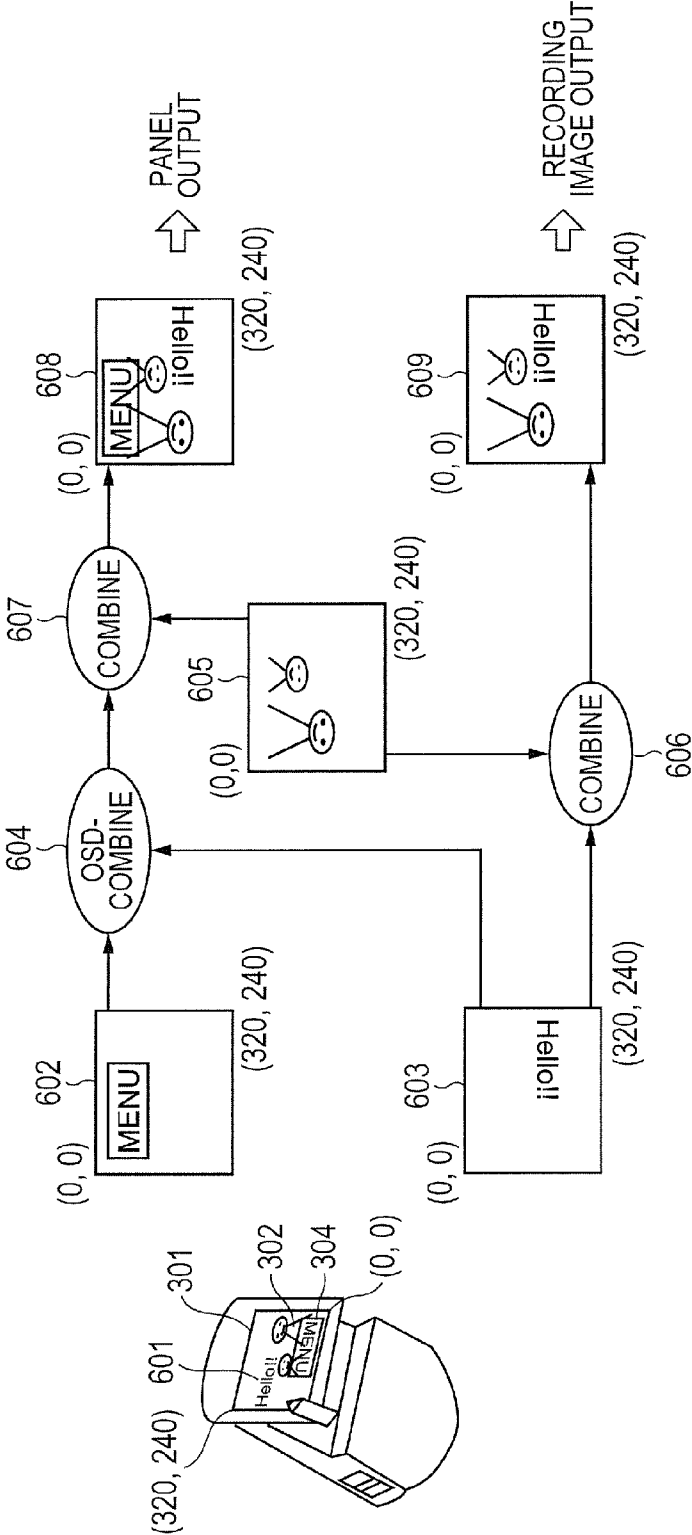 (320, 240)
601
301
302
304
(0, 0)
Hello!!
MENU
(0, 0)
602
MENU
(320, 240)
604
OSD-
COMBINE
607
COMBINE
(0, 0)
608
MENU
Hello!!
(320, 240)
PANEL
OUTPUT
(0,0)
605
(320, 240)
(0, 0)
603
Hello!!
(320, 240)
COMBINE
606
(0, 0)
609
Hello!!
(320, 240)
RECORDING
IMAGE OUTPUT